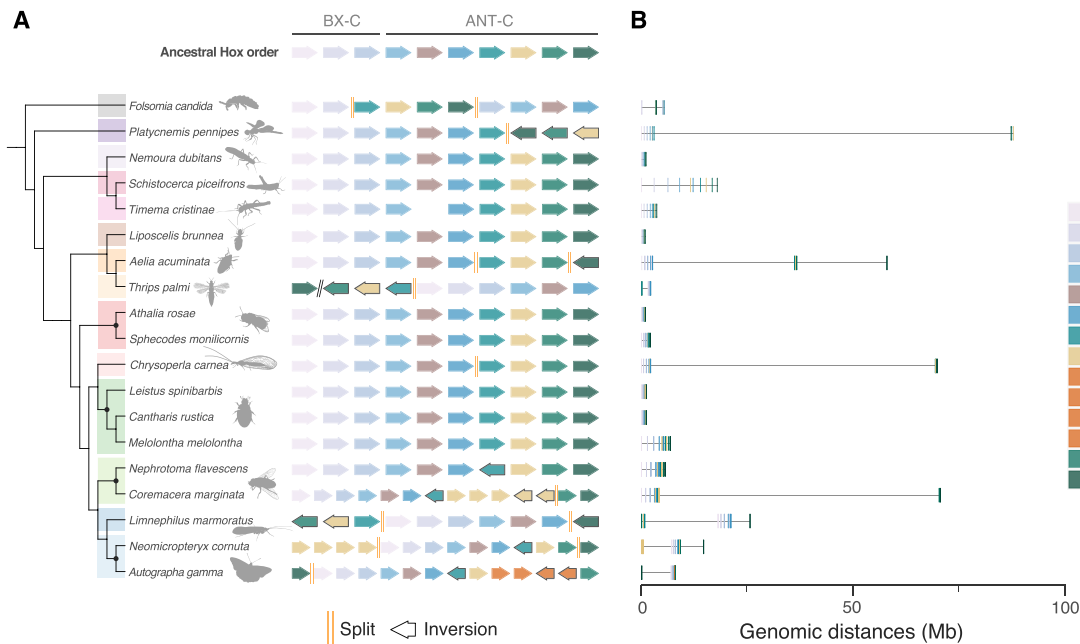 A
B
BX-C
ANT-C
Ancestral Hox order
Folsomia candida
Platycnemis pennipes
Nemoura dubitans
Schistocerca piceifrons
Timema cristinae
Liposcelis brunnea
Aelia acuminata
Thrips palmi
Athalia rosae
Sphecodes monilicornis
Chrysoperla carnea
Leistus spinibarbis
Cantharis rustica
Melolontha melolontha
Nephrotoma flavescens
Coremacera marginata
Limnephilus marmoratus
Neomicropteryx cornuta
Autographa gamma
Split
Inversion
0
50
100
Genomic distances (Mb)